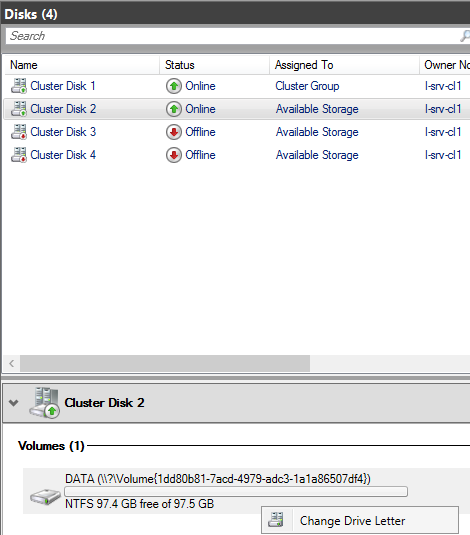 Disks (4)
Search
Name Status Assigned To Owner No
Cluster Disk 1 Online Cluster Group l-srv-cl1
Cluster Disk 2 Online Available Storage l-srv-cl1
Cluster Disk 3 Offline Available Storage l-srv-cl1
Cluster Disk 4 Offline Available Storage l-srv-cl1
Cluster Disk 2
Volumes (1)
DATA (\\?\Volume{1dd80b81-7acd-4979-adc3-1a1a86507df4})
NTFS 97.4 GB free of 97.5 GB
Change Drive Letter